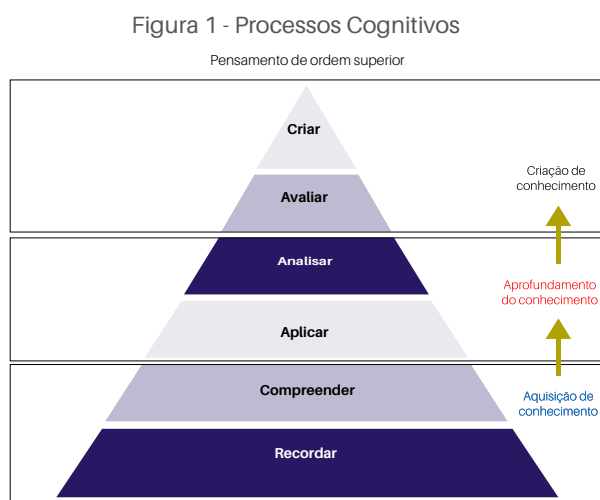 Figura 1 - Processos Cognitivos
Pensamento de ordem superior
Criar
Avaliar
Analisar
Aplicar
Compreender
Recordar
Criação de
conhecimento
Aprofundamento
do conhecimento
Aquisição de
conhecimento